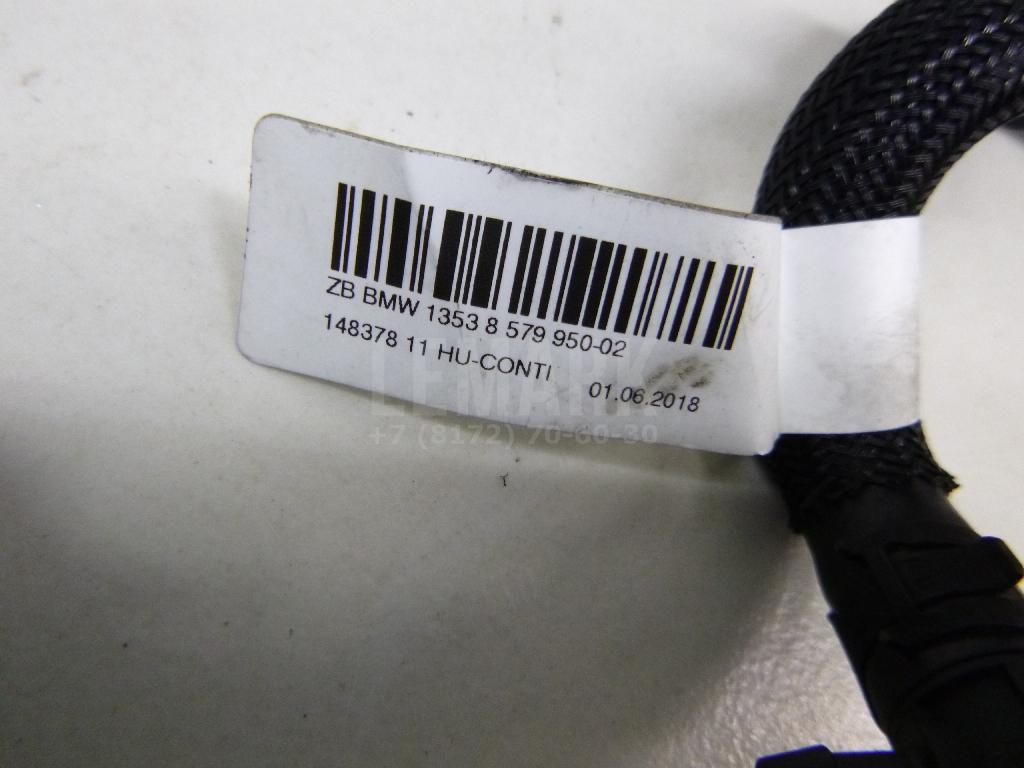 ZB BMW 1353 8 579 950-02
148378 11 HU-CONTI 01.06.2018
LEMARK
+7 (8172) 70-60-30